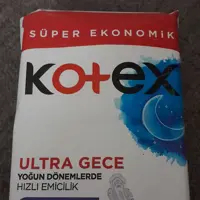 SÜPER EKONOMİK
Kotex
ULTRA GECE
YOĞUN DÖNEMLERDE
HIZLI EMİCİLİK